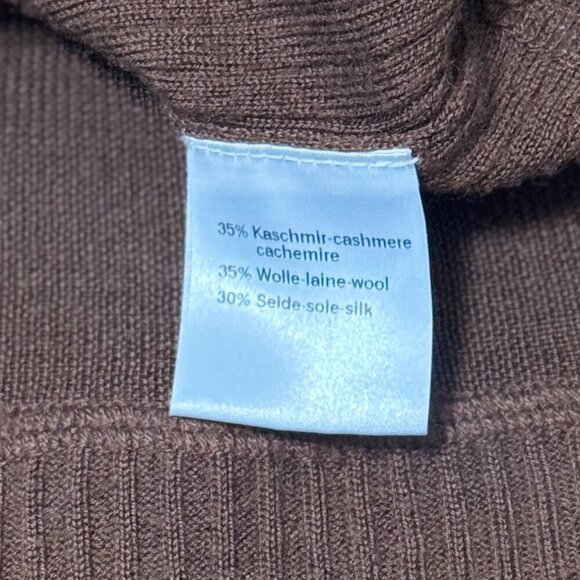 35% Kaschmir-cashmere
cachemire
35% Wolle-laine-wool
30% Seide-soie-silk